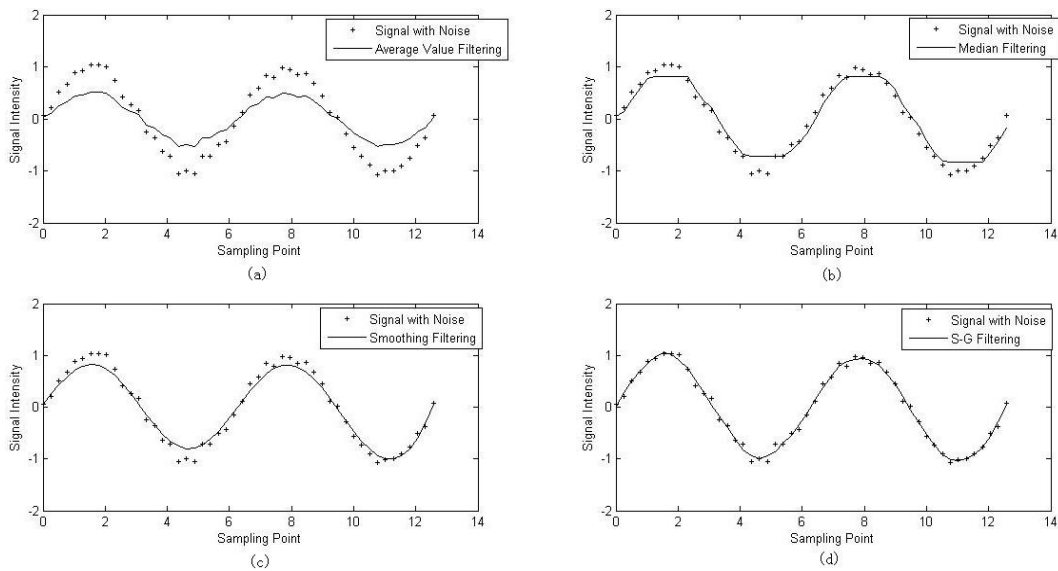 2
1
0
-1
-2
Signal Intensity
Signal with Noise
Average Value Filtering
0 2 4 6 8 10 12 14
Sampling Point
(a)
2
1
0
-1
-2
Signal Intensity
Signal with Noise
Median Filtering
0 2 4 6 8 10 12 14
Sampling Point
(b)
2
1
0
-1
-2
Signal Intensity
Signal with Noise
Smoothing Filtering
0 2 4 6 8 10 12 14
Sampling Point
(c)
2
1
0
-1
-2
Signal Intensity
Signal with Noise
S-G Filtering
0 2 4 6 8 10 12 14
Sampling Point
(d)